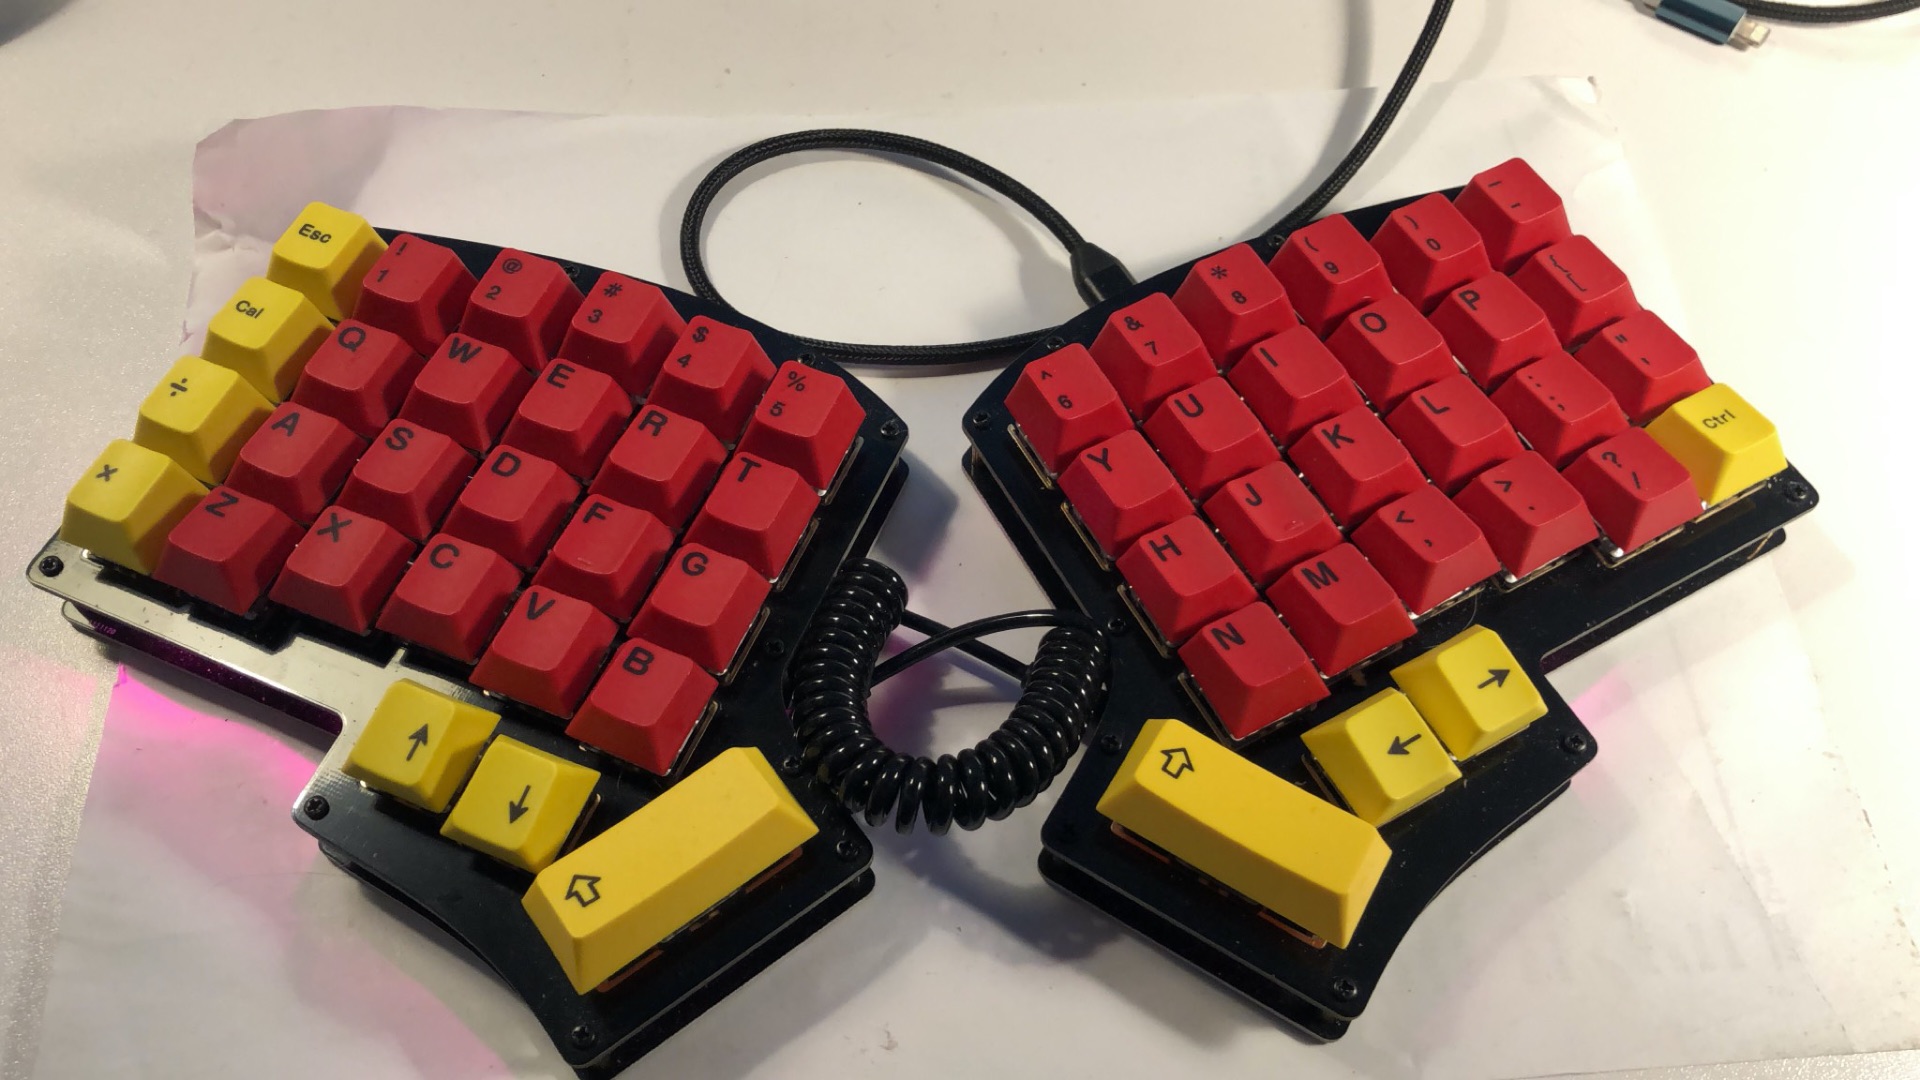 Esc ! 1 @ 2 # 3 $ 4 % 5
Cal Q W E R T
÷ A S D F G
x Z X C V B
↑ ↓ ⇧
^ 6 & 7 * 8 ( 9 ) 0 -
Y U I O P
H J K L : ; " '
N M < , > . ? / Ctrl
⇧ ← →